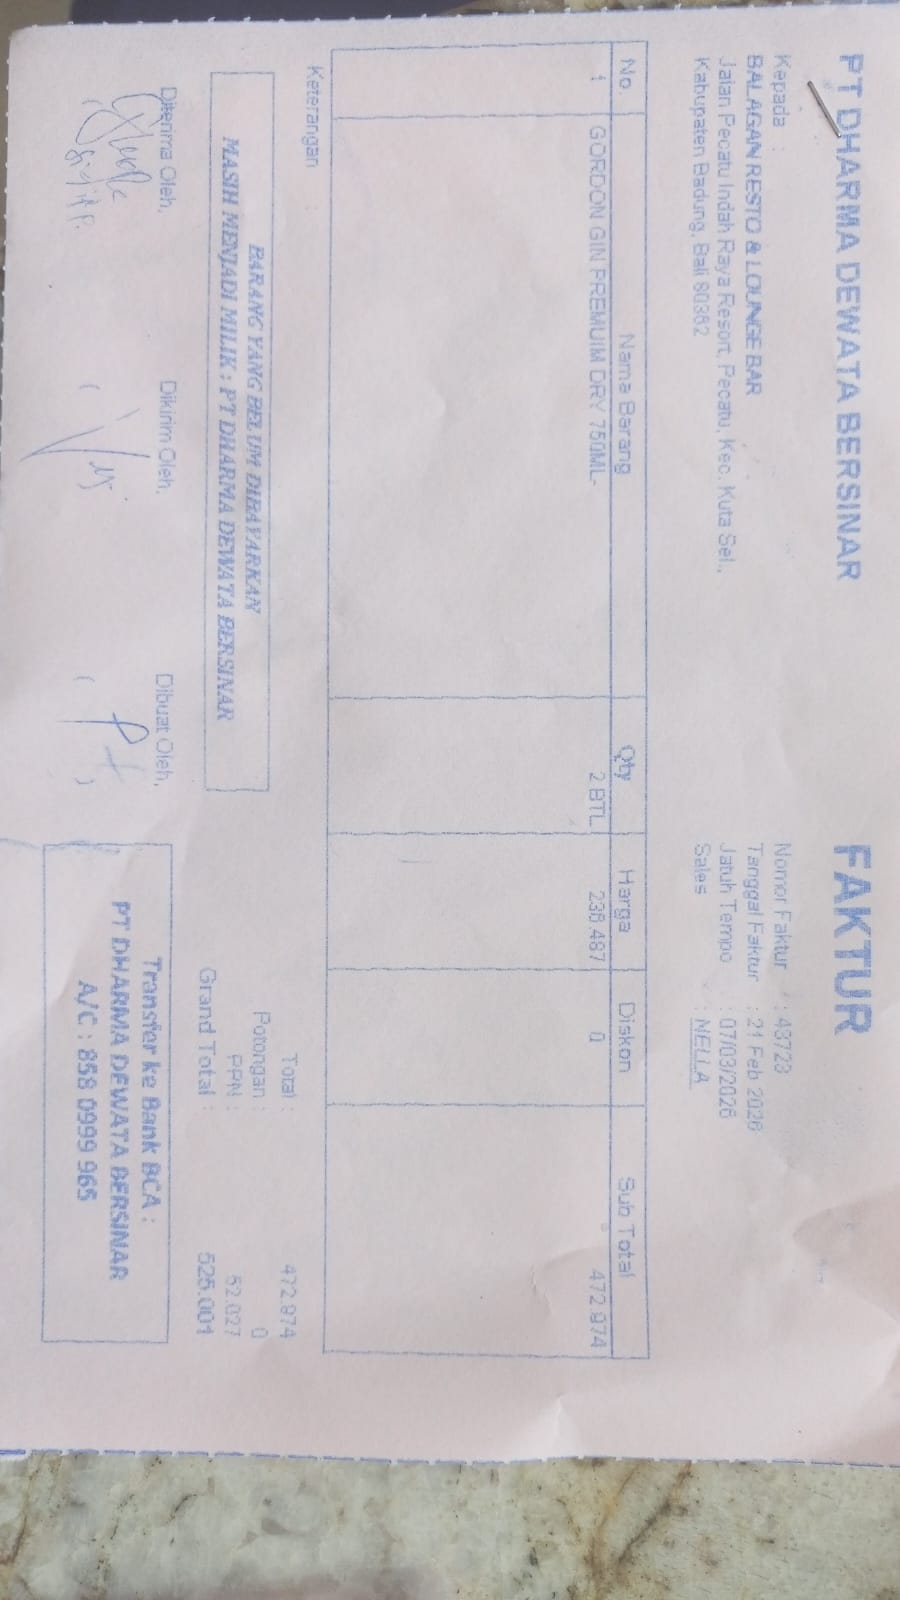 PT DHARMA DEWATA BERSINAR
FAKTUR
Kepada :
BALAGAN RESTO & LOUNGE BAR
Jalan Pecatu Indah Raya Resort, Pecatu, Kec. Kuta Sel.,
Kabupaten Badung, Bali 80362
Nomor Faktur : 43723
Tanggal Faktur : 21 Feb 2026
Jatuh Tempo : 07/03/2026
Sales : MELLA
No. Nama Barang Qty Harga Diskon Sub Total
1 GORDON GIN PREMUIM DRY 750ML- 2 BTL 236.487 0 472.974
Keterangan :
Total : 472.974
Potongan : 0
PPN : 52.027
Grand Total : 525.001
BARANG YANG BELUM DIBAYARKAN
MASIH MENJADI MILIK : PT DHARMA DEWATA BERSINAR
Diterima Oleh, Dikirim Oleh, Dibuat Oleh,
Transfer ke Bank BCA :
PT DHARMA DEWATA BERSINAR
A/C : 858 0999 965